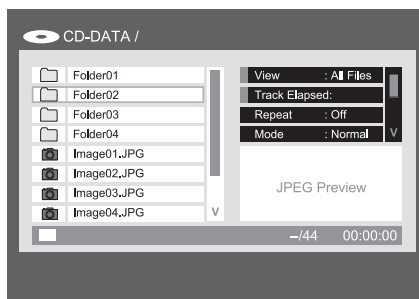 CD-DATA /
Folder01
Folder02
Folder03
Folder04
Image01.JPG
Image02.JPG
Image03.JPG
Image04.JPG
V
View : All Files
Track Elapsed:
Repeat : Off
Mode : Normal
V
JPEG Preview
–/44 00:00:00